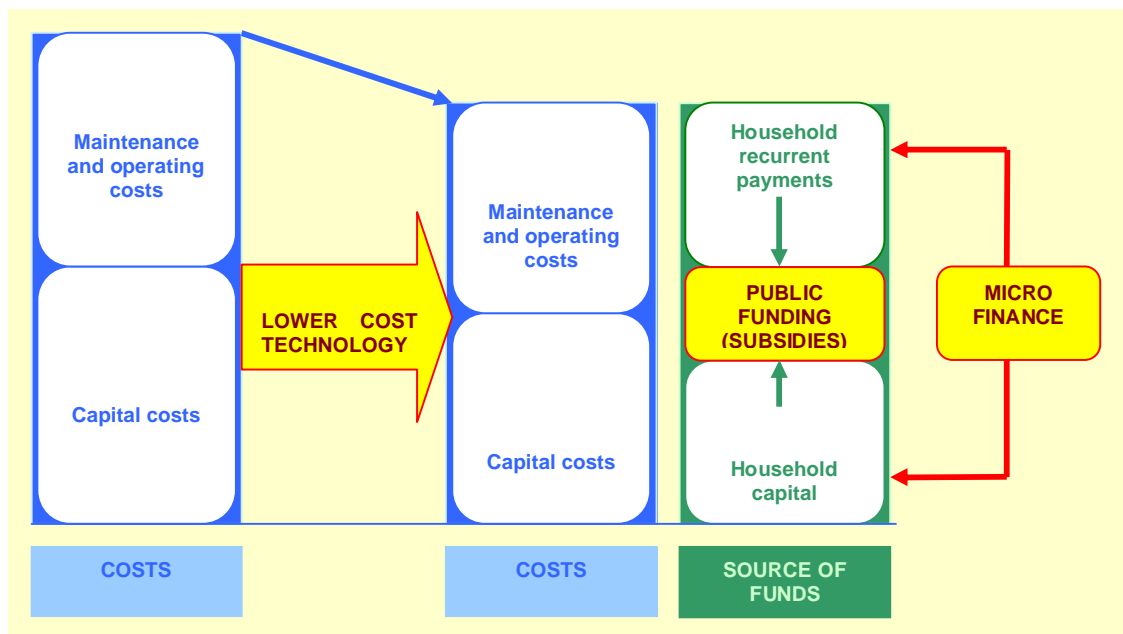 Maintenance
and operating
costs
Capital costs
LOWER COST
TECHNOLOGY
Maintenance
and operating
costs
Capital costs
Household
recurrent
payments
PUBLIC
FUNDING
(SUBSIDIES)
Household
capital
MICRO
FINANCE
COSTS
COSTS
SOURCE OF
FUNDS